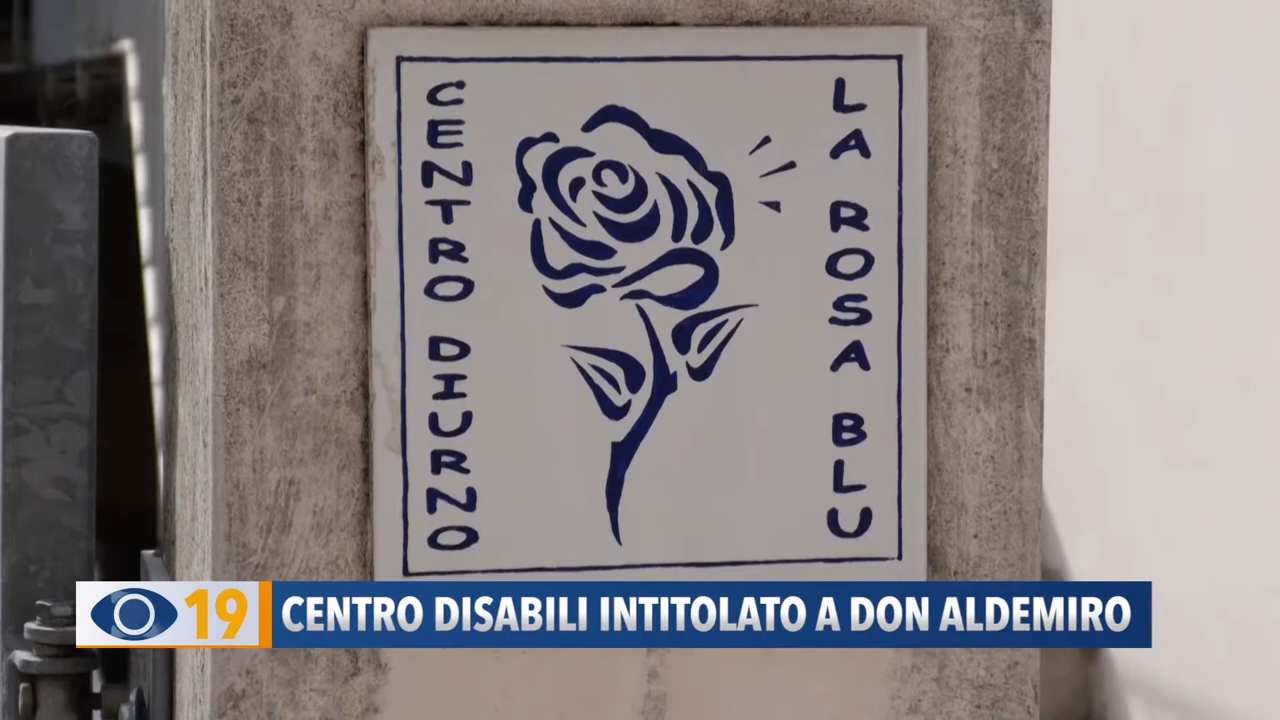 CENTRO DIURNO
LA ROSA BLU
19
CENTRO DISABILI INTITOLATO A DON ALDEMIRO